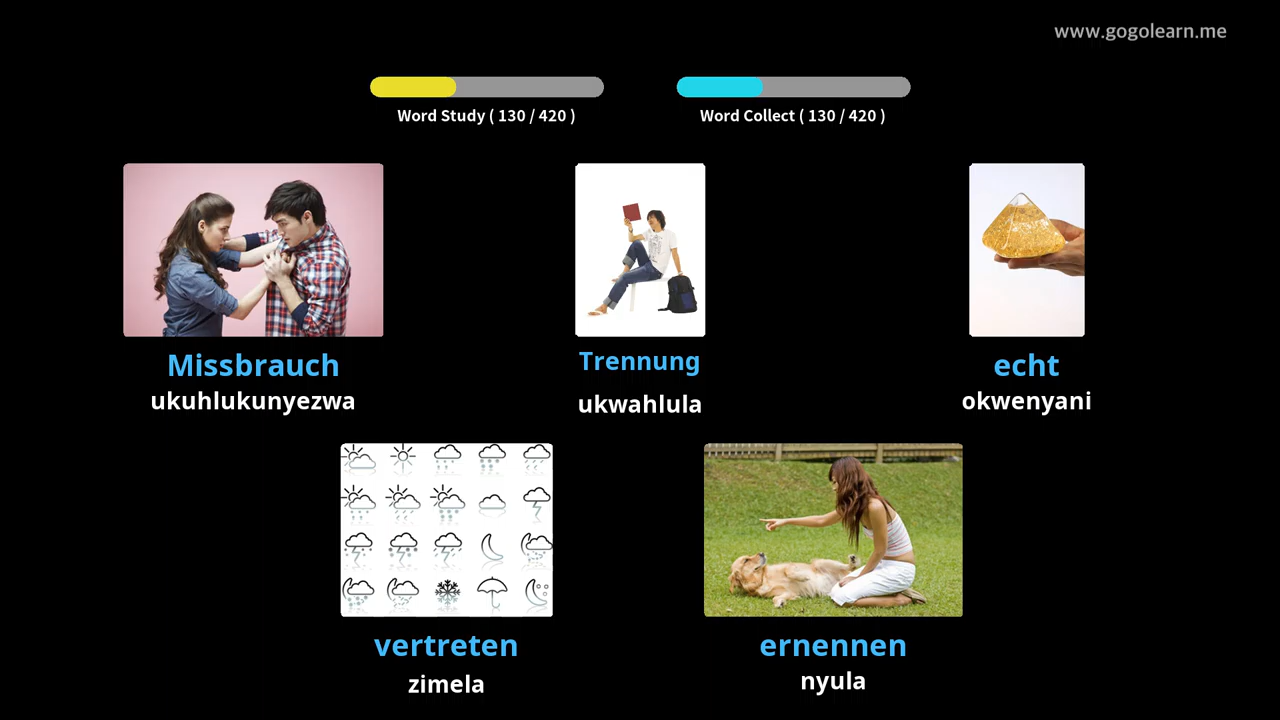 www.gogolearn.me
Word Study ( 130 / 420 )
Word Collect ( 130 / 420 )
Missbrauch
ukuhlukunyezwa
Trennung
ukwahlula
echt
okwenyani
vertreten
zimela
ernennen
nyula